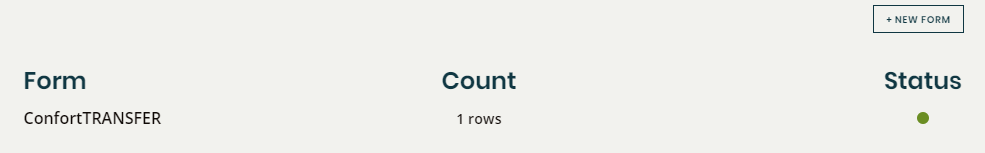 + NEW FORM
Form Count Status
ConfortTRANSFER 1 rows